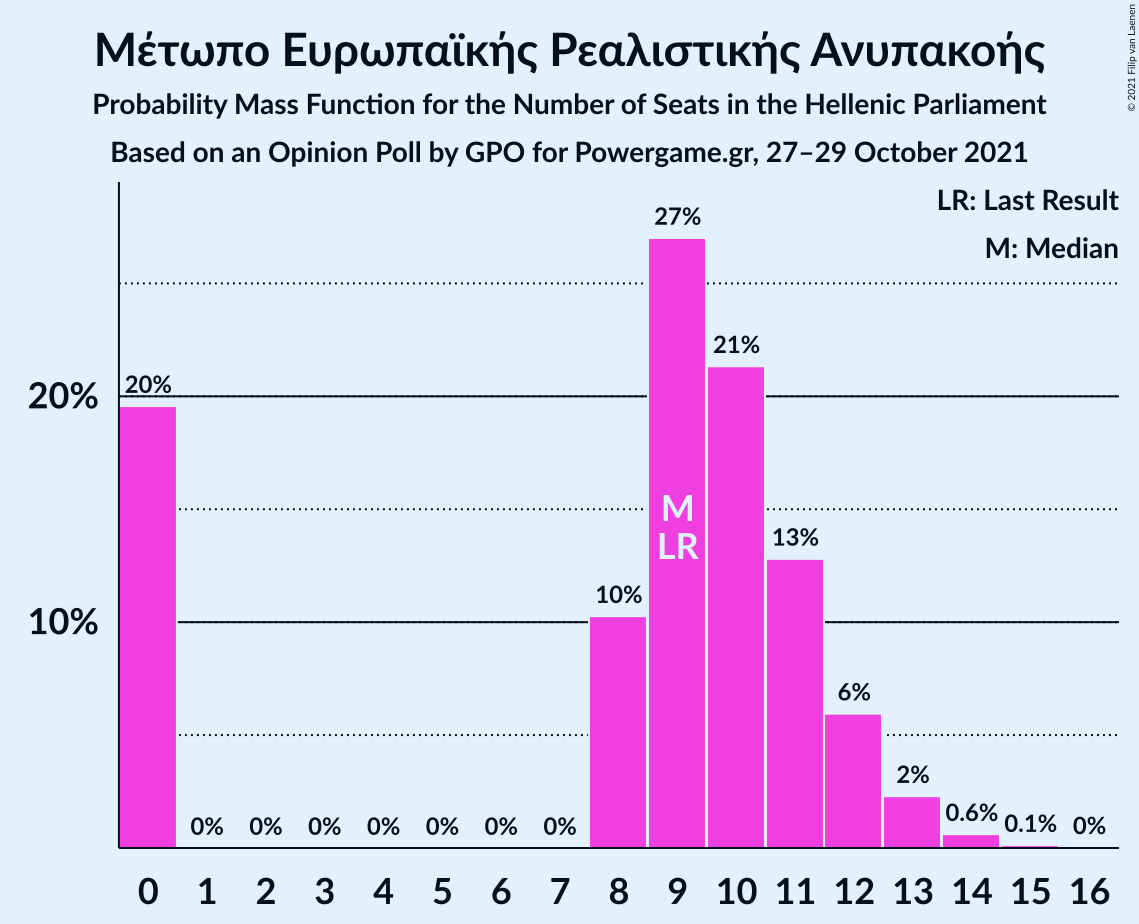 Μέτωπο Ευρωπαϊκής Ρεαλιστικής Ανυπακοής
Probability Mass Function for the Number of Seats in the Hellenic Parliament
Based on an Opinion Poll by GPO for Powergame.gr, 27–29 October 2021
© 2021 Filip van Laenen
LR: Last Result
M: Median
20%
10%
20%
0%
0%
0%
0%
0%
0%
0%
10%
27%
21%
13%
6%
2%
0.6%
0.1%
0%
M
LR
0 1 2 3 4 5 6 7 8 9 10 11 12 13 14 15 16